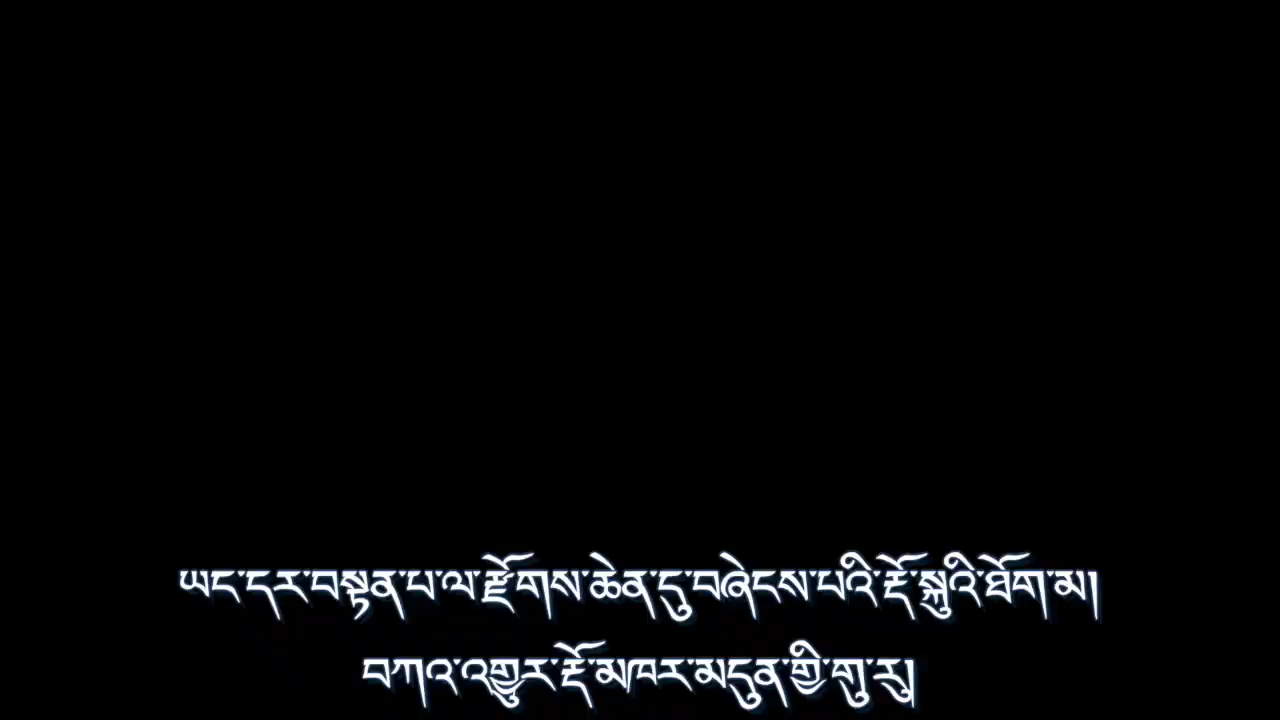 ཡང་དར་བསྟན་པ་ལ་རྫོགས་ཆེན་དུ་བཞེངས་པའི་རྡོ་སྐུའི་ཐོག་མ།
བཀའ་འགྱུར་རྡོ་མཁར་མདུན་གྱི་གུ་རུ།